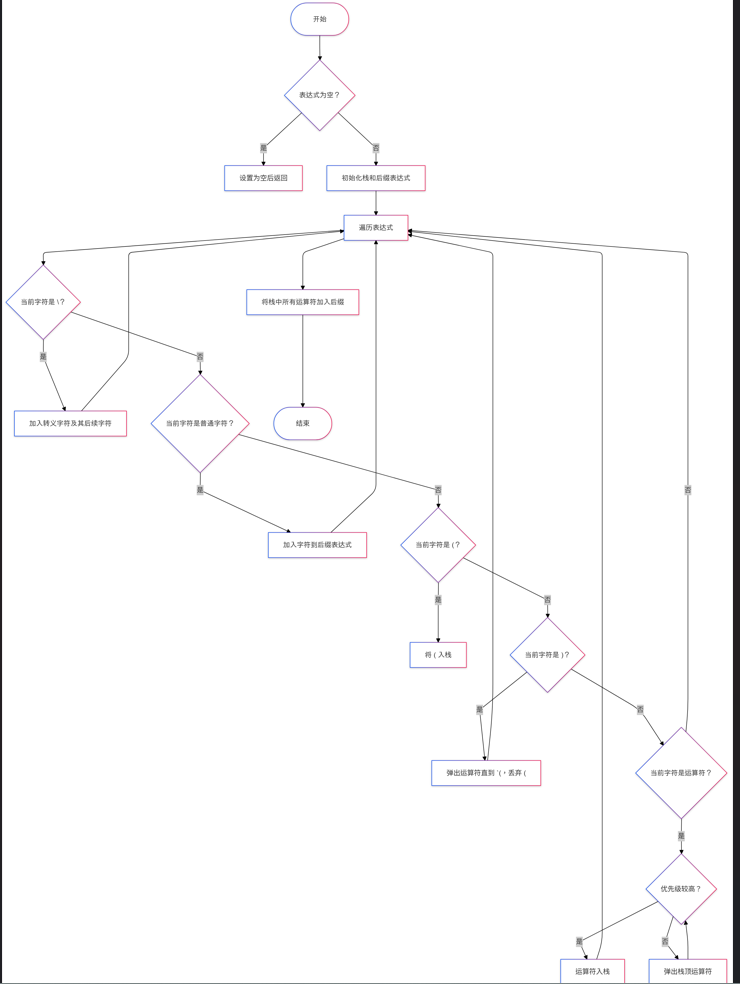 开始
表达式为空？
是
否
设置为空后返回
初始化栈和后缀表达式
遍历表达式
当前字符是 \？
将栈中所有运算符加入后缀
是
否
加入转义字符及其后续字符
当前字符是普通字符？
结束
是
否
否
加入字符到后缀表达式
当前字符是 (？
是
否
将 ( 入栈
当前字符是 )？
是
否
弹出运算符直到 `(，丢弃 (
当前字符是运算符？
是
优先级较高？
是
否
运算符入栈
弹出栈顶运算符